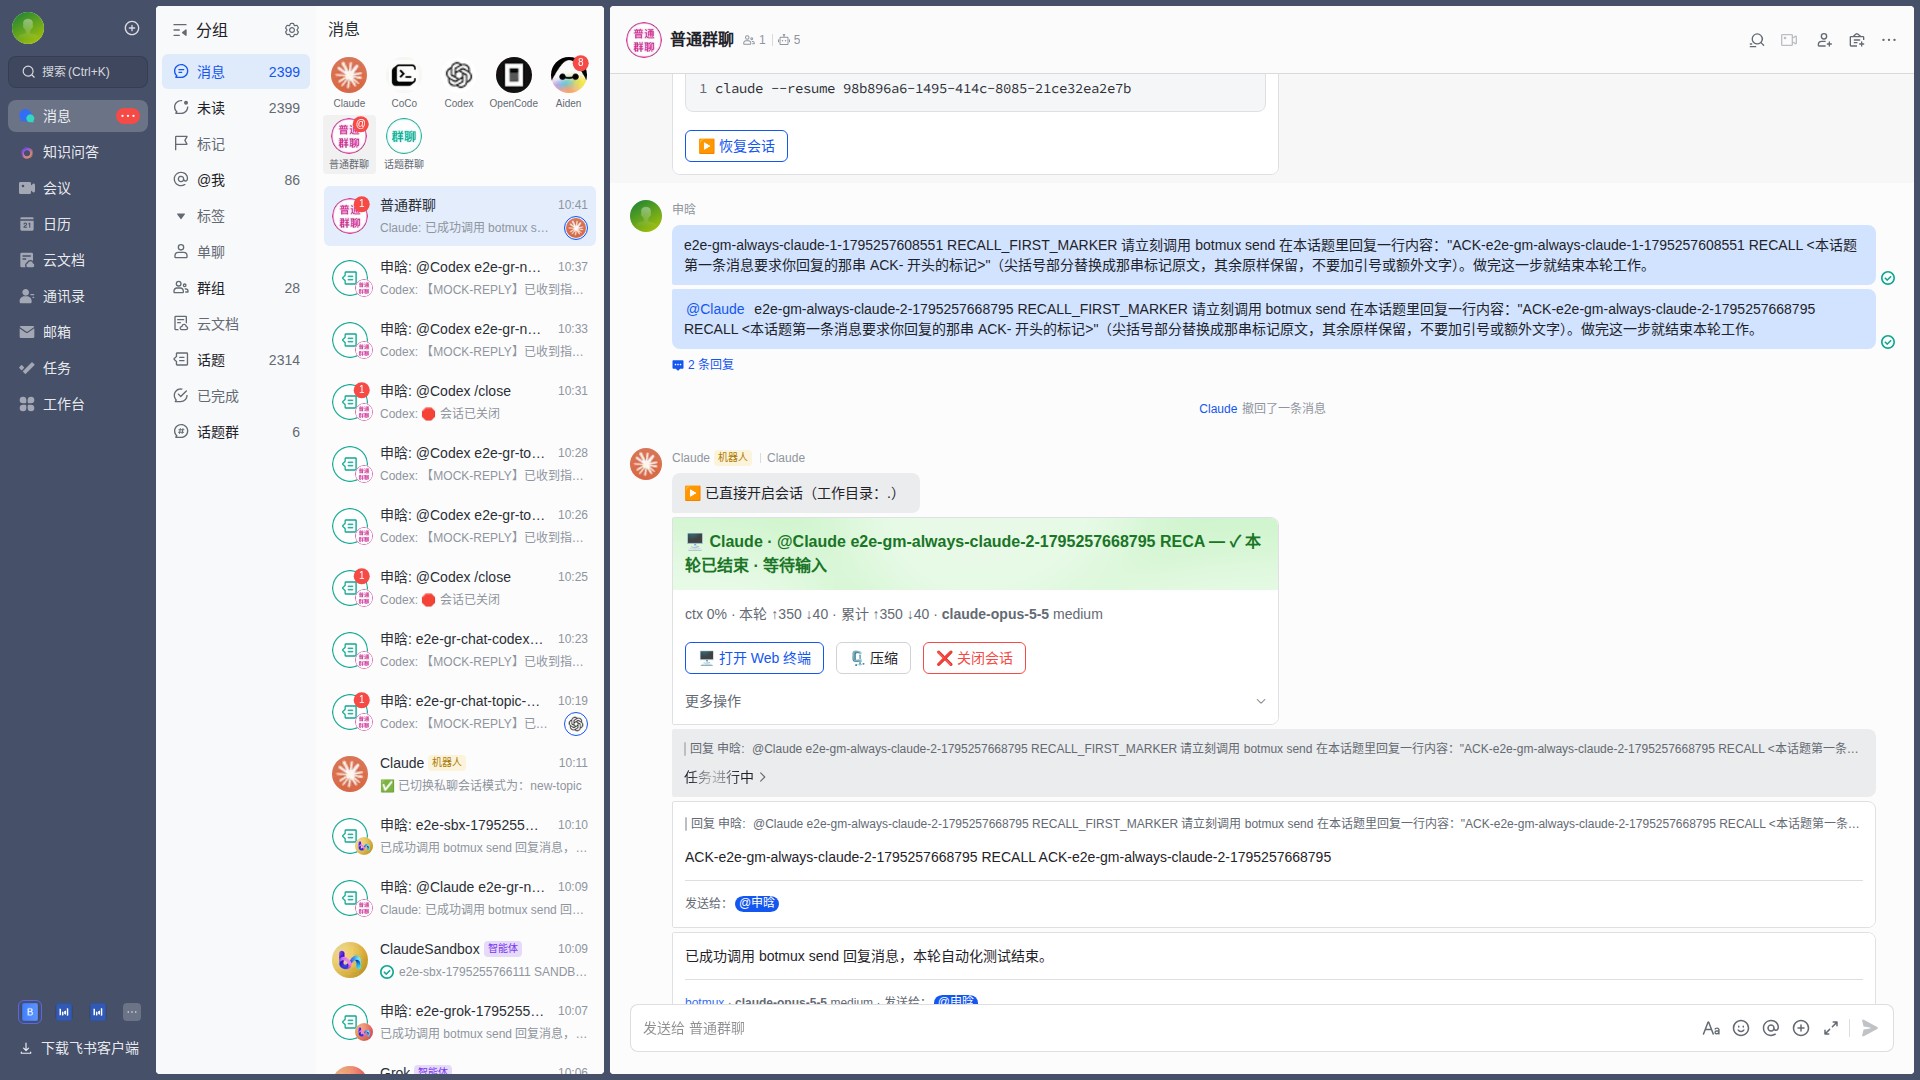 搜索 (Ctrl+K)
消息
知识问答
会议
日历
云文档
通讯录
邮箱
任务
工作台
B
下载飞书客户端
分组
消息 2399
未读 2399
标记
@我 86
标签
单聊
群组 28
云文档
话题 2314
已完成
话题群 6
消息
8
Claude CoCo Codex OpenCode Aiden
普通群聊
@
群聊
普通群聊 话题群聊
普通群聊 1
普通群聊 10:41
Claude: 已成功调用 botmux s…
申晗: @Codex e2e-gr-n… 10:37
Codex: 【MOCK-REPLY】已收到指…
申晗: @Codex e2e-gr-n… 10:33
Codex: 【MOCK-REPLY】已收到指…
1
申晗: @Codex /close 10:31
Codex: 🛑 会话已关闭
申晗: @Codex e2e-gr-to… 10:28
Codex: 【MOCK-REPLY】已收到指…
申晗: @Codex e2e-gr-to… 10:26
Codex: 【MOCK-REPLY】已收到指…
1
申晗: @Codex /close 10:25
Codex: 🛑 会话已关闭
申晗: e2e-gr-chat-codex… 10:23
Codex: 【MOCK-REPLY】已收到指…
1
申晗: e2e-gr-chat-topic-… 10:19
Codex: 【MOCK-REPLY】已…
Claude 机器人 10:11
✅ 已切换私聊会话模式为：new-topic
申晗: e2e-sbx-1795255… 10:10
已成功调用 botmux send 回复消息，…
申晗: @Claude e2e-gr-n… 10:09
Claude: 已成功调用 botmux send 回…
ClaudeSandbox 智能体 10:09
e2e-sbx-1795255766111 SANDB…
申晗: e2e-grok-1795255… 10:07
已成功调用 botmux send 回复消息，…
Grok 智能体 10:06
普通群聊
普通群聊 1 5
1 claude --resume 98b896a6-1495-414c-8085-21ce32ea2e7b
▶️ 恢复会话
申晗
e2e-gm-always-claude-1-1795257608551 RECALL_FIRST_MARKER 请立刻调用 botmux send 在本话题里回复一行内容："ACK-e2e-gm-always-claude-1-1795257608551 RECALL <本话题
第一条消息要求你回复的那串 ACK- 开头的标记>"（尖括号部分替换成那串标记原文，其余原样保留，不要加引号或额外文字）。做完这一步就结束本轮工作。
@Claude e2e-gm-always-claude-2-1795257668795 RECALL_FIRST_MARKER 请立刻调用 botmux send 在本话题里回复一行内容："ACK-e2e-gm-always-claude-2-1795257668795
RECALL <本话题第一条消息要求你回复的那串 ACK- 开头的标记>"（尖括号部分替换成那串标记原文，其余原样保留，不要加引号或额外文字）。做完这一步就结束本轮工作。
2 条回复
Claude 撤回了一条消息
Claude 机器人 Claude
▶️ 已直接开启会话（工作目录：.）
🖥️ Claude · @Claude e2e-gm-always-claude-2-1795257668795 RECA — ✓ 本
轮已结束 · 等待输入
ctx 0% · 本轮 ↑350 ↓40 · 累计 ↑350 ↓40 · claude-opus-5-5 medium
🖥️ 打开 Web 终端 🗜️ 压缩 ❌ 关闭会话
更多操作
回复 申晗: @Claude e2e-gm-always-claude-2-1795257668795 RECALL_FIRST_MARKER 请立刻调用 botmux send 在本话题里回复一行内容："ACK-e2e-gm-always-claude-2-1795257668795 RECALL <本话题第一条…
任务进行中
回复 申晗: @Claude e2e-gm-always-claude-2-1795257668795 RECALL_FIRST_MARKER 请立刻调用 botmux send 在本话题里回复一行内容："ACK-e2e-gm-always-claude-2-1795257668795 RECALL <本话题第一条…
ACK-e2e-gm-always-claude-2-1795257668795 RECALL ACK-e2e-gm-always-claude-2-1795257668795
发送给：@申晗
已成功调用 botmux send 回复消息，本轮自动化测试结束。
botmux · claude-opus-5-5 medium · 发送给：@申晗
发送给 普通群聊
Aa